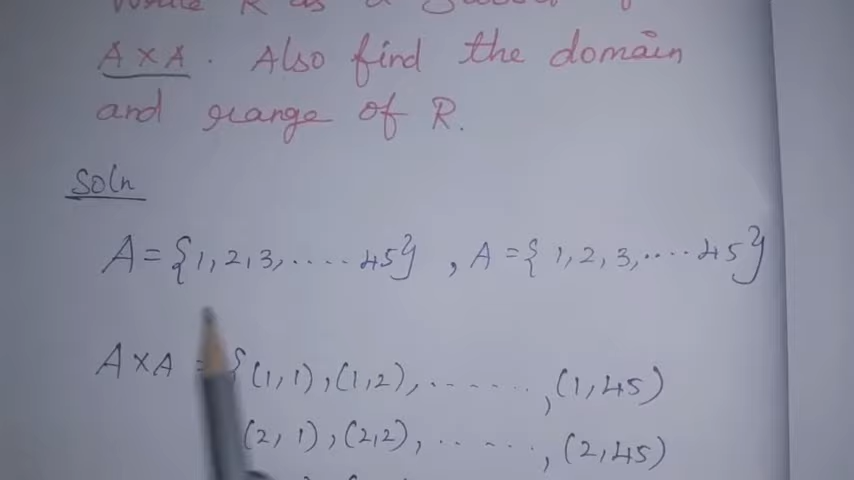 R as a
A × A . Also find the domain
and range of R.
Soln
A = {1, 2, 3, ..... 45} , A = { 1, 2, 3, .... 45}
A × A = {(1, 1) , (1, 2), ......., (1, 45)
(2, 1) , (2,2), ......, (2, 45)